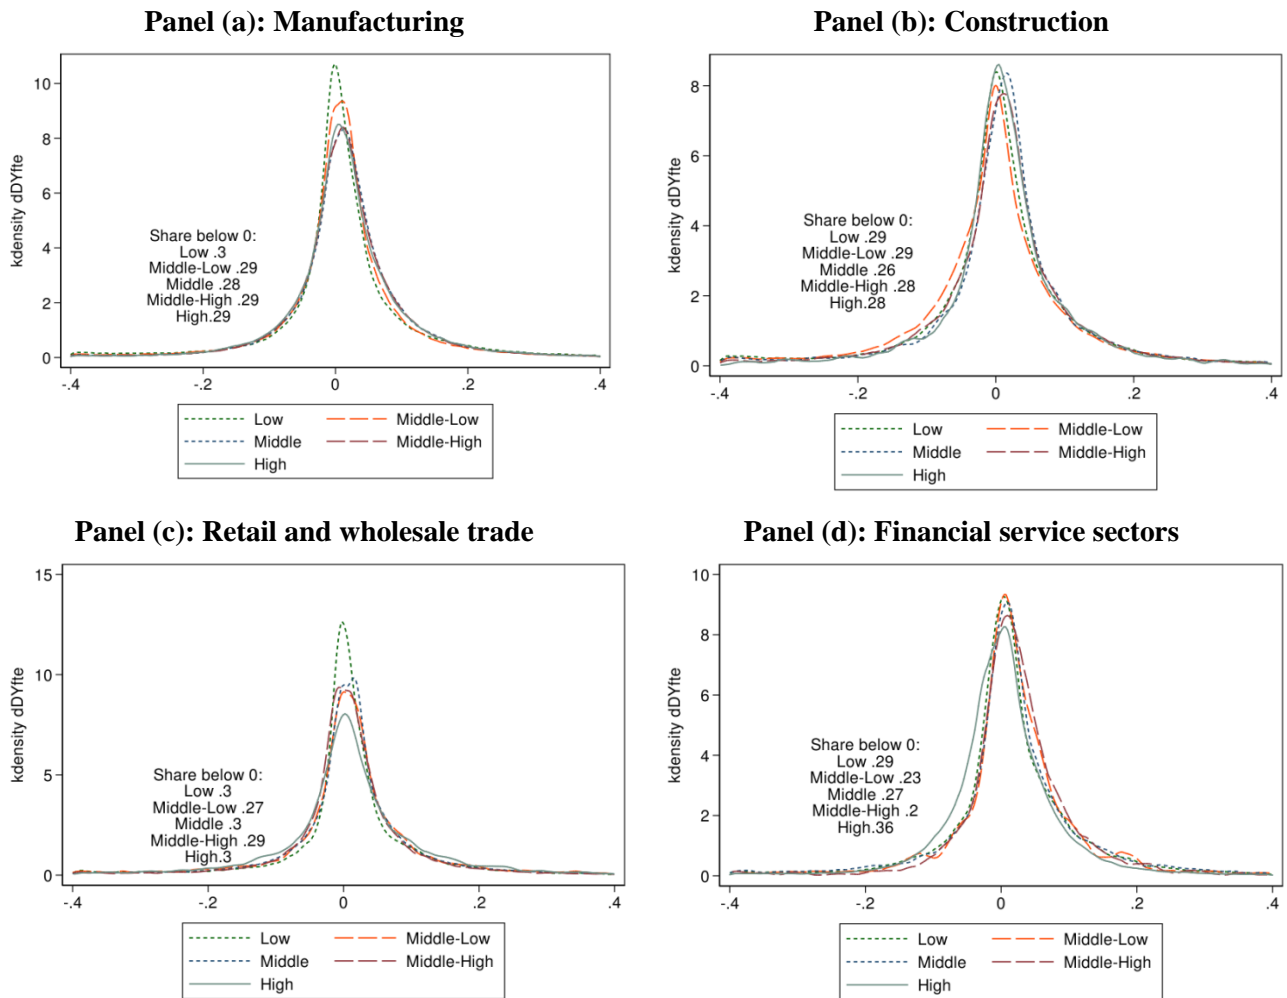 Panel (a): Manufacturing
10
8
6
4
2
0
kdensity dDYfte
Share below 0:
Low .3
Middle-Low .29
Middle .28
Middle-High .29
High.29
-.4
-.2
0
.2
.4
Low
Middle-Low
Middle
Middle-High
High
Panel (b): Construction
8
6
4
2
0
kdensity dDYfte
Share below 0:
Low .29
Middle-Low .29
Middle .26
Middle-High .28
High.28
-.4
-.2
0
.2
.4
Low
Middle-Low
Middle
Middle-High
High
Panel (c): Retail and wholesale trade
15
10
5
0
kdensity dDYfte
Share below 0:
Low .3
Middle-Low .27
Middle .3
Middle-High .29
High.3
-.4
-.2
0
.2
.4
Low
Middle-Low
Middle
Middle-High
High
Panel (d): Financial service sectors
10
8
6
4
2
0
kdensity dDYfte
Share below 0:
Low .29
Middle-Low .23
Middle .27
Middle-High .2
High.36
-.4
-.2
0
.2
.4
Low
Middle-Low
Middle
Middle-High
High